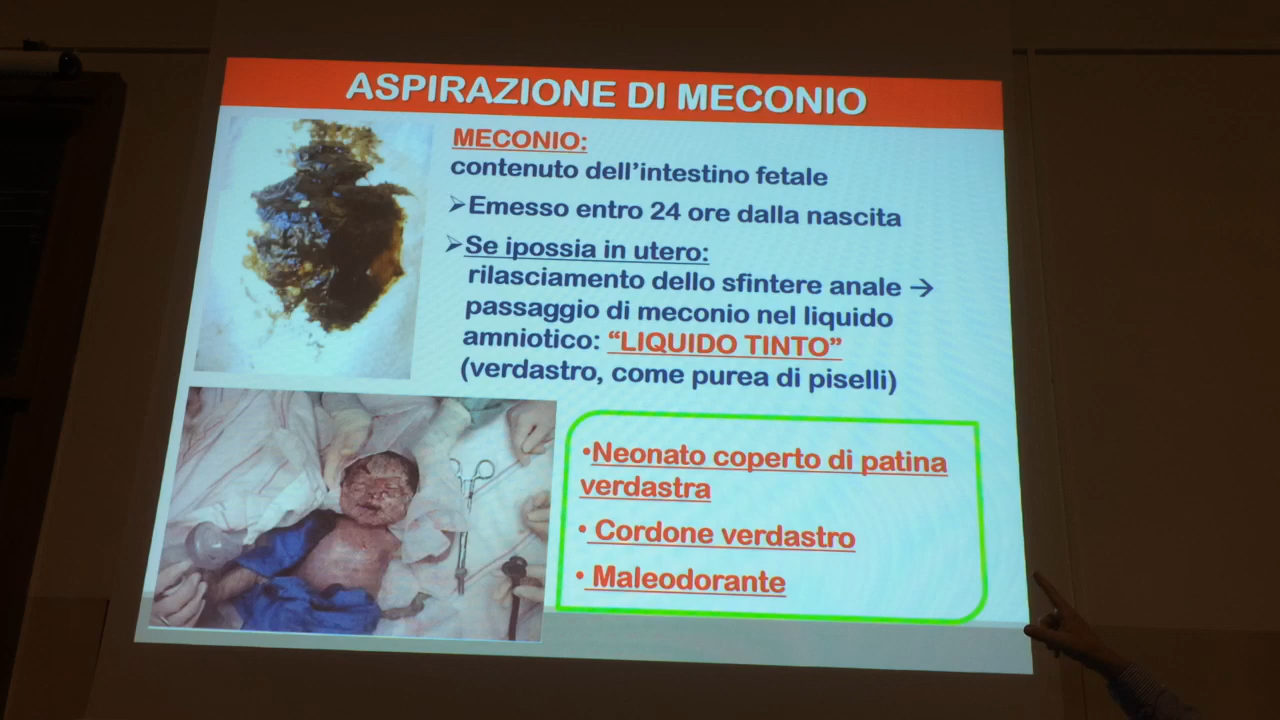 ASPIRAZIONE DI MECONIO
MECONIO:
contenuto dell'intestino fetale
➢Emesso entro 24 ore dalla nascita
➢Se ipossia in utero:
rilasciamento dello sfintere anale →
passaggio di meconio nel liquido
amniotico: “LIQUIDO TINTO”
(verdastro, come purea di piselli)
•Neonato coperto di patina
verdastra
• Cordone verdastro
• Maleodorante